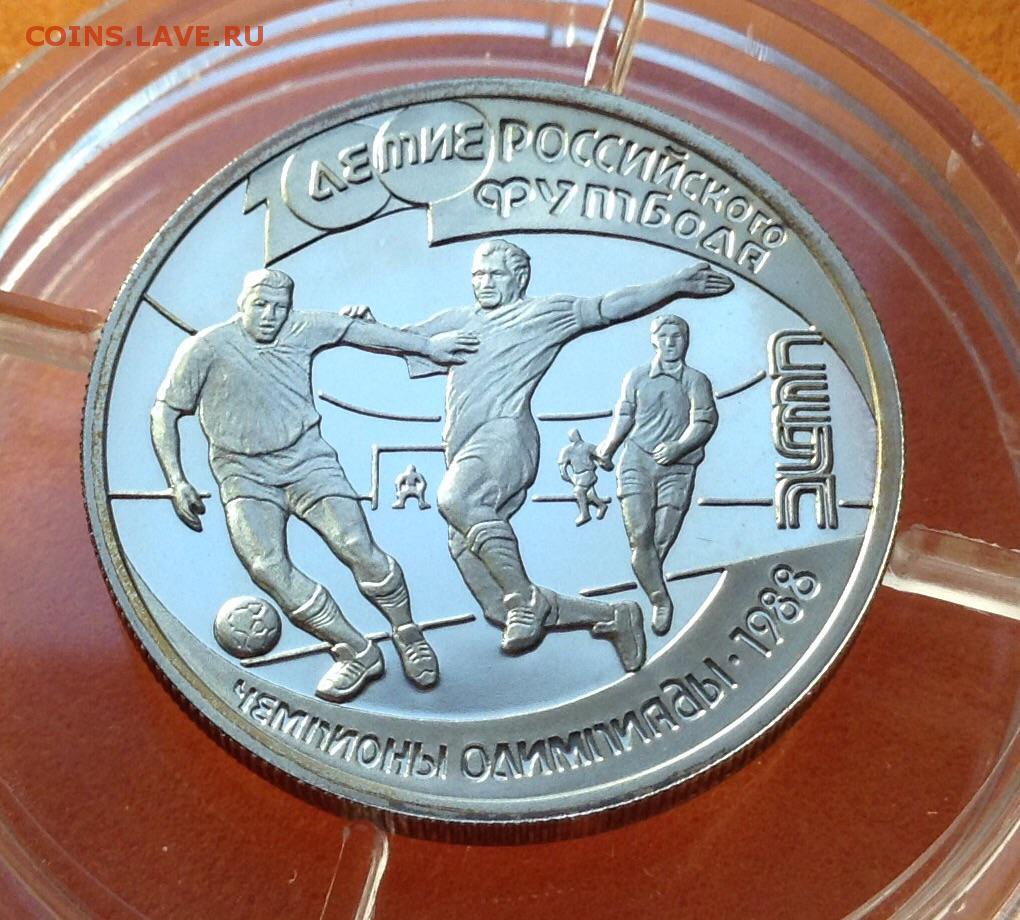 COINS.LAVE.RU
100 ЛЕТИЕ РОССИЙСКОГО
ФУТБОЛА
ЧЕМПИОНЫ ОЛИМПИАДЫ · 1988